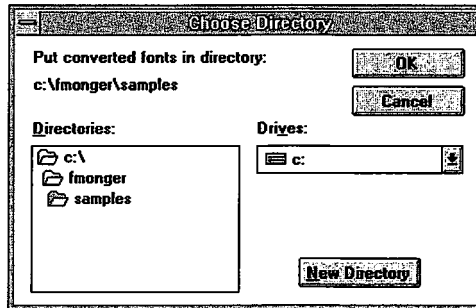 Choose Directory
Put converted fonts in directory:
c:\fmonger\samples
OK
Cancel
Directories:
c:\
fmonger
samples
Drives:
c:
New Directory